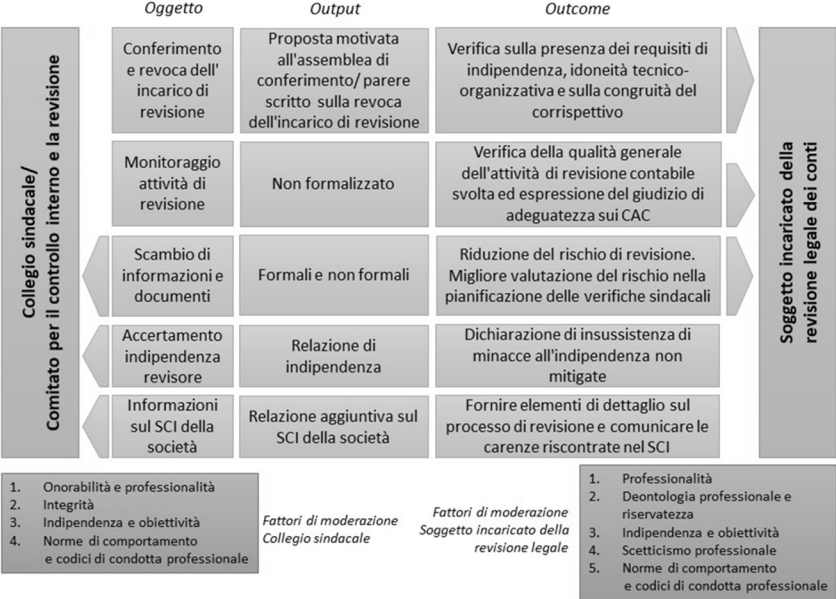 Oggetto
Output
Outcome
Collegio sindacale/
Comitato per il controllo interno e la revisione
Conferimento
e revoca dell'
incarico di
revisione
Proposta motivata
all'assemblea di
conferimento/ parere
scritto sulla revoca
dell'incarico di revisione
Verifica sulla presenza dei requisiti di
indipendenza, idoneità tecnico-
organizzativa e sulla congruità del
corrispettivo
Monitoraggio
attività di
revisione
Non formalizzato
Verifica della qualità generale
dell'attività di revisione contabile
svolta ed espressione del giudizio di
adeguatezza sui CAC
Scambio di
informazioni e
documenti
Formali e non formali
Riduzione del rischio di revisione.
Migliore valutazione del rischio nella
pianificazione delle verifiche sindacali
Accertamento
indipendenza
revisore
Relazione di
indipendenza
Dichiarazione di insussistenza di
minacce all'indipendenza non
mitigate
Informazioni
sul SCI della
società
Relazione aggiuntiva sul
SCI della società
Fornire elementi di dettaglio sul
processo di revisione e comunicare le
carenze riscontrate nel SCI
Soggetto incaricato della
revisione legale dei conti
1. Onorabilità e professionalità
2. Integrità
3. Indipendenza e obiettività
4. Norme di comportamento
e codici di condotta professionale
Fattori di moderazione
Collegio sindacale
Fattori di moderazione
Soggetto incaricato della
revisione legale
1. Professionalità
2. Deontologia professionale e
riservatezza
3. Indipendenza e obiettività
4. Scetticismo professionale
5. Norme di comportamento
e codici di condotta professionale